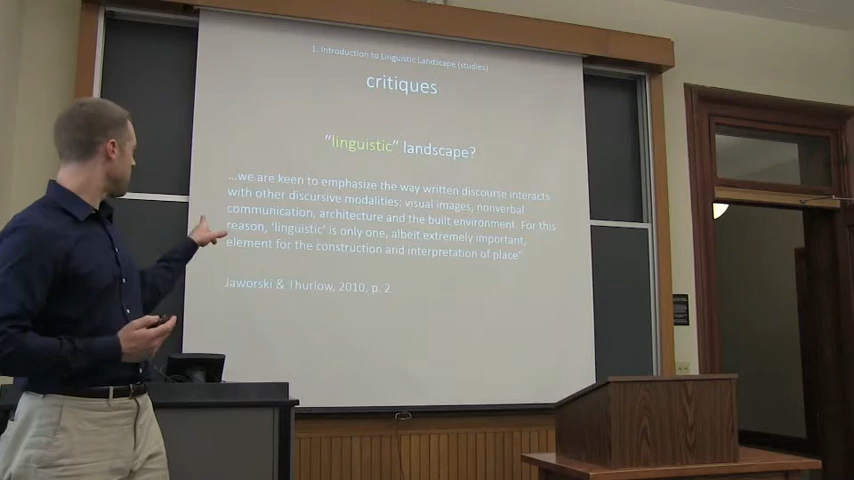 1. Introduction to Linguistic Landscape (studies)
critiques
“linguistic” landscape?
...we are keen to emphasize the way written discourse interacts
with other discursive modalities: visual images, nonverbal
communication, architecture and the built environment. For this
reason, ‘linguistic’ is only one, albeit extremely important,
element for the construction and interpretation of place”
Jaworski & Thurlow, 2010, p. 2